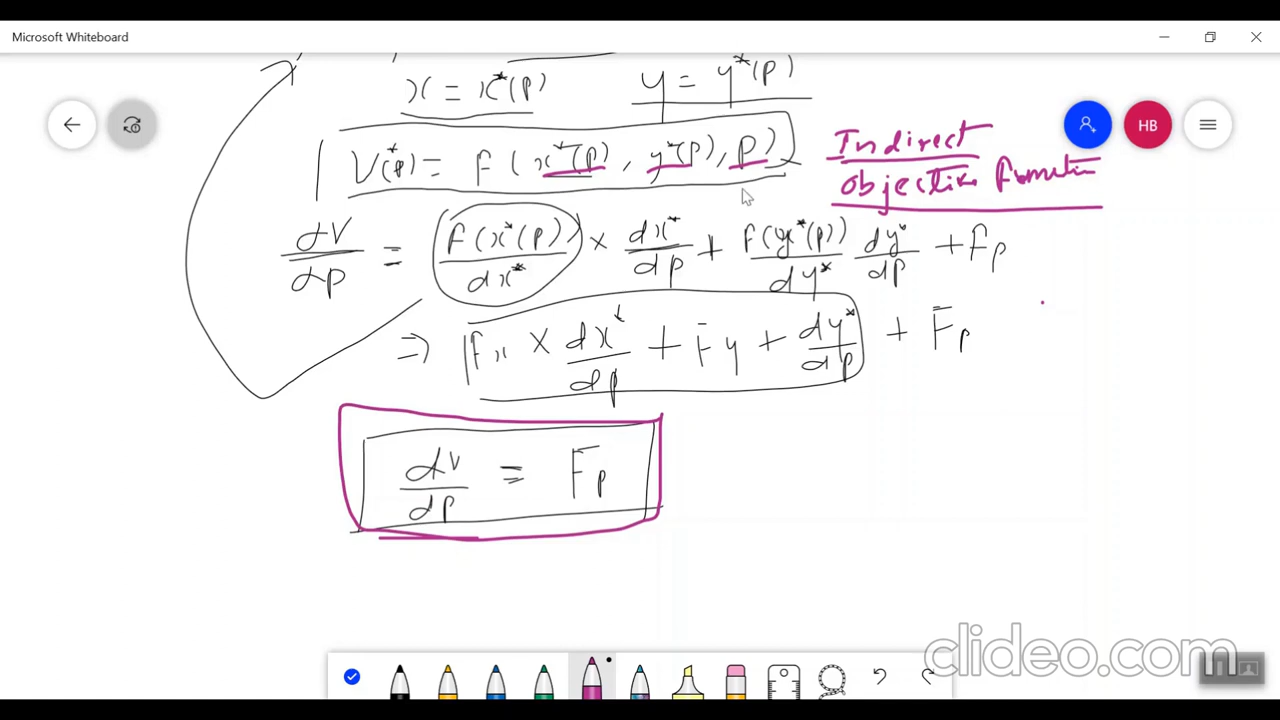 Microsoft Whiteboard
x = x*(p)   y = y*(p)
V(p) = f(x*(p), y*(p), p)
Indirect
objective function
HB
dV/dp = f(x*(p))/dx* × dx*/dp + f(y*(p))/dy* dy*/dp + Fp
⇒ Fx × dx*/dp + Fy + dy*/dp + Fp
dV/dp = Fp
clideo.com